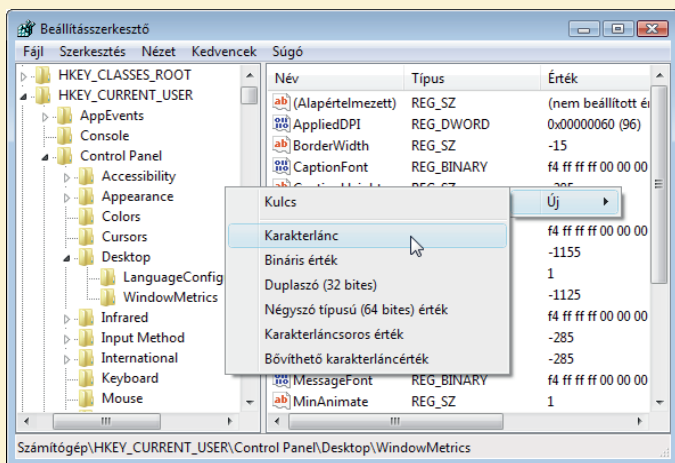 Beállításszerkesztő
Fájl Szerkesztés Nézet Kedvencek Súgó
HKEY_CLASSES_ROOT
HKEY_CURRENT_USER
AppEvents
Console
Control Panel
Accessibility
Appearance
Colors
Cursors
Desktop
LanguageConfig
WindowMetrics
Infrared
Input Method
International
Keyboard
Mouse
Név Típus Érték
(Alapértelmezett) REG_SZ (nem beállított
AppliedDPI REG_DWORD 0x00000060 (96)
BorderWidth REG_SZ -15
CaptionFont REG_BINARY f4 ff ff ff 00 00 00
f4 ff ff ff 00 00 00
-1155
1
-1125
f4 ff ff ff 00 00 00
-285
-285
MessageFont REG_BINARY f4 ff ff ff 00 00 00
MinAnimate REG_SZ 1
Új
Kulcs
Karakterlánc
Bináris érték
Duplaszó (32 bites)
Négyszó típusú (64 bites) érték
Karakterláncsoros érték
Bővíthető karakterláncérték
Számítógép\HKEY_CURRENT_USER\Control Panel\Desktop\WindowMetrics